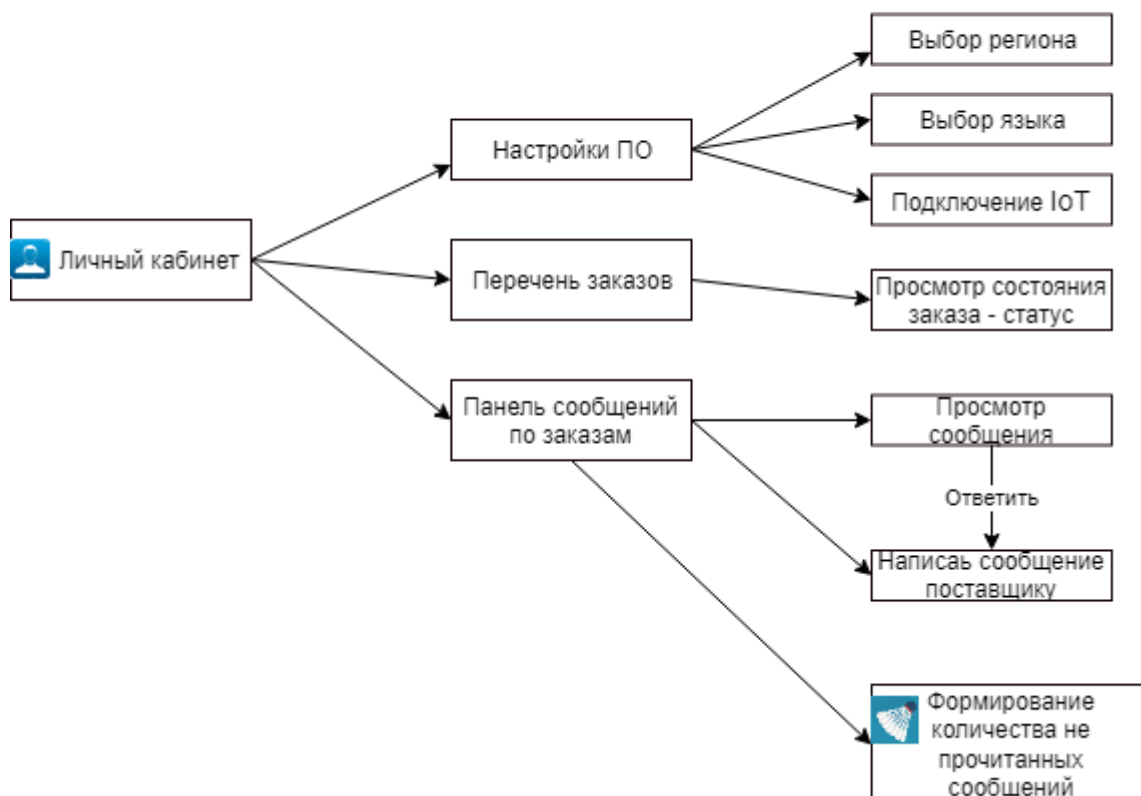 Выбор региона
Выбор языка
Настройки ПО
Подключение IoT
Личный кабинет
Перечень заказов
Просмотр состояния
заказа - статус
Панель сообщений
по заказам
Просмотр
сообщения
Ответить
Написаь сообщение
поставщику
Формирование
количества не
прочитанных
сообщений